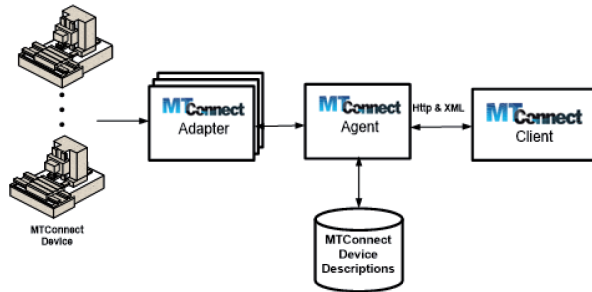 MTConnect
Adapter
MTConnect
Agent
Http & XML
MTConnect
Client
MTConnect
Device
MTConnect
Device
Descriptions